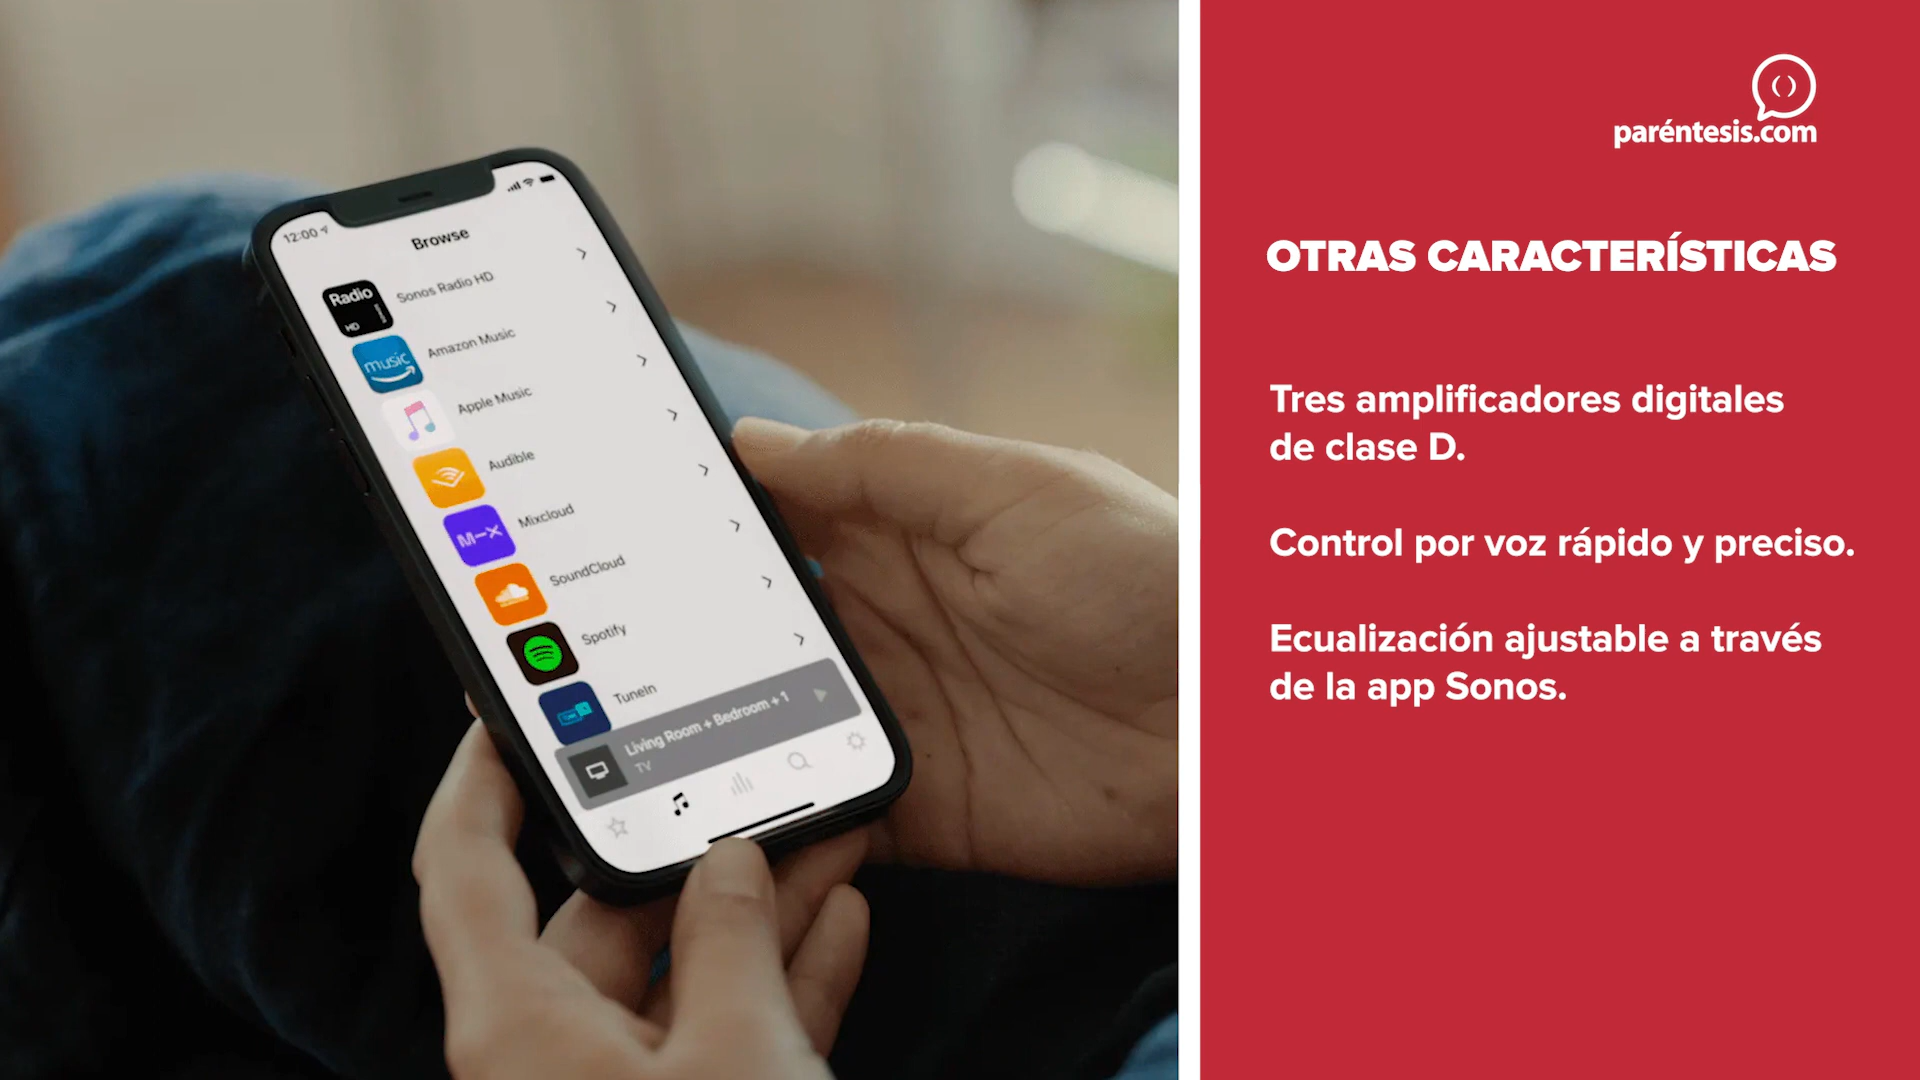 12:00
Browse
Radio
HD
Sonos Radio HD
music
Amazon Music
Apple Music
Audible
M-X
Mixcloud
SoundCloud
Spotify
TuneIn
Living Room + Bedroom + 1
TV
paréntesis.com
OTRAS CARACTERÍSTICAS
Tres amplificadores digitales
de clase D.
Control por voz rápido y preciso.
Ecualización ajustable a través
de la app Sonos.